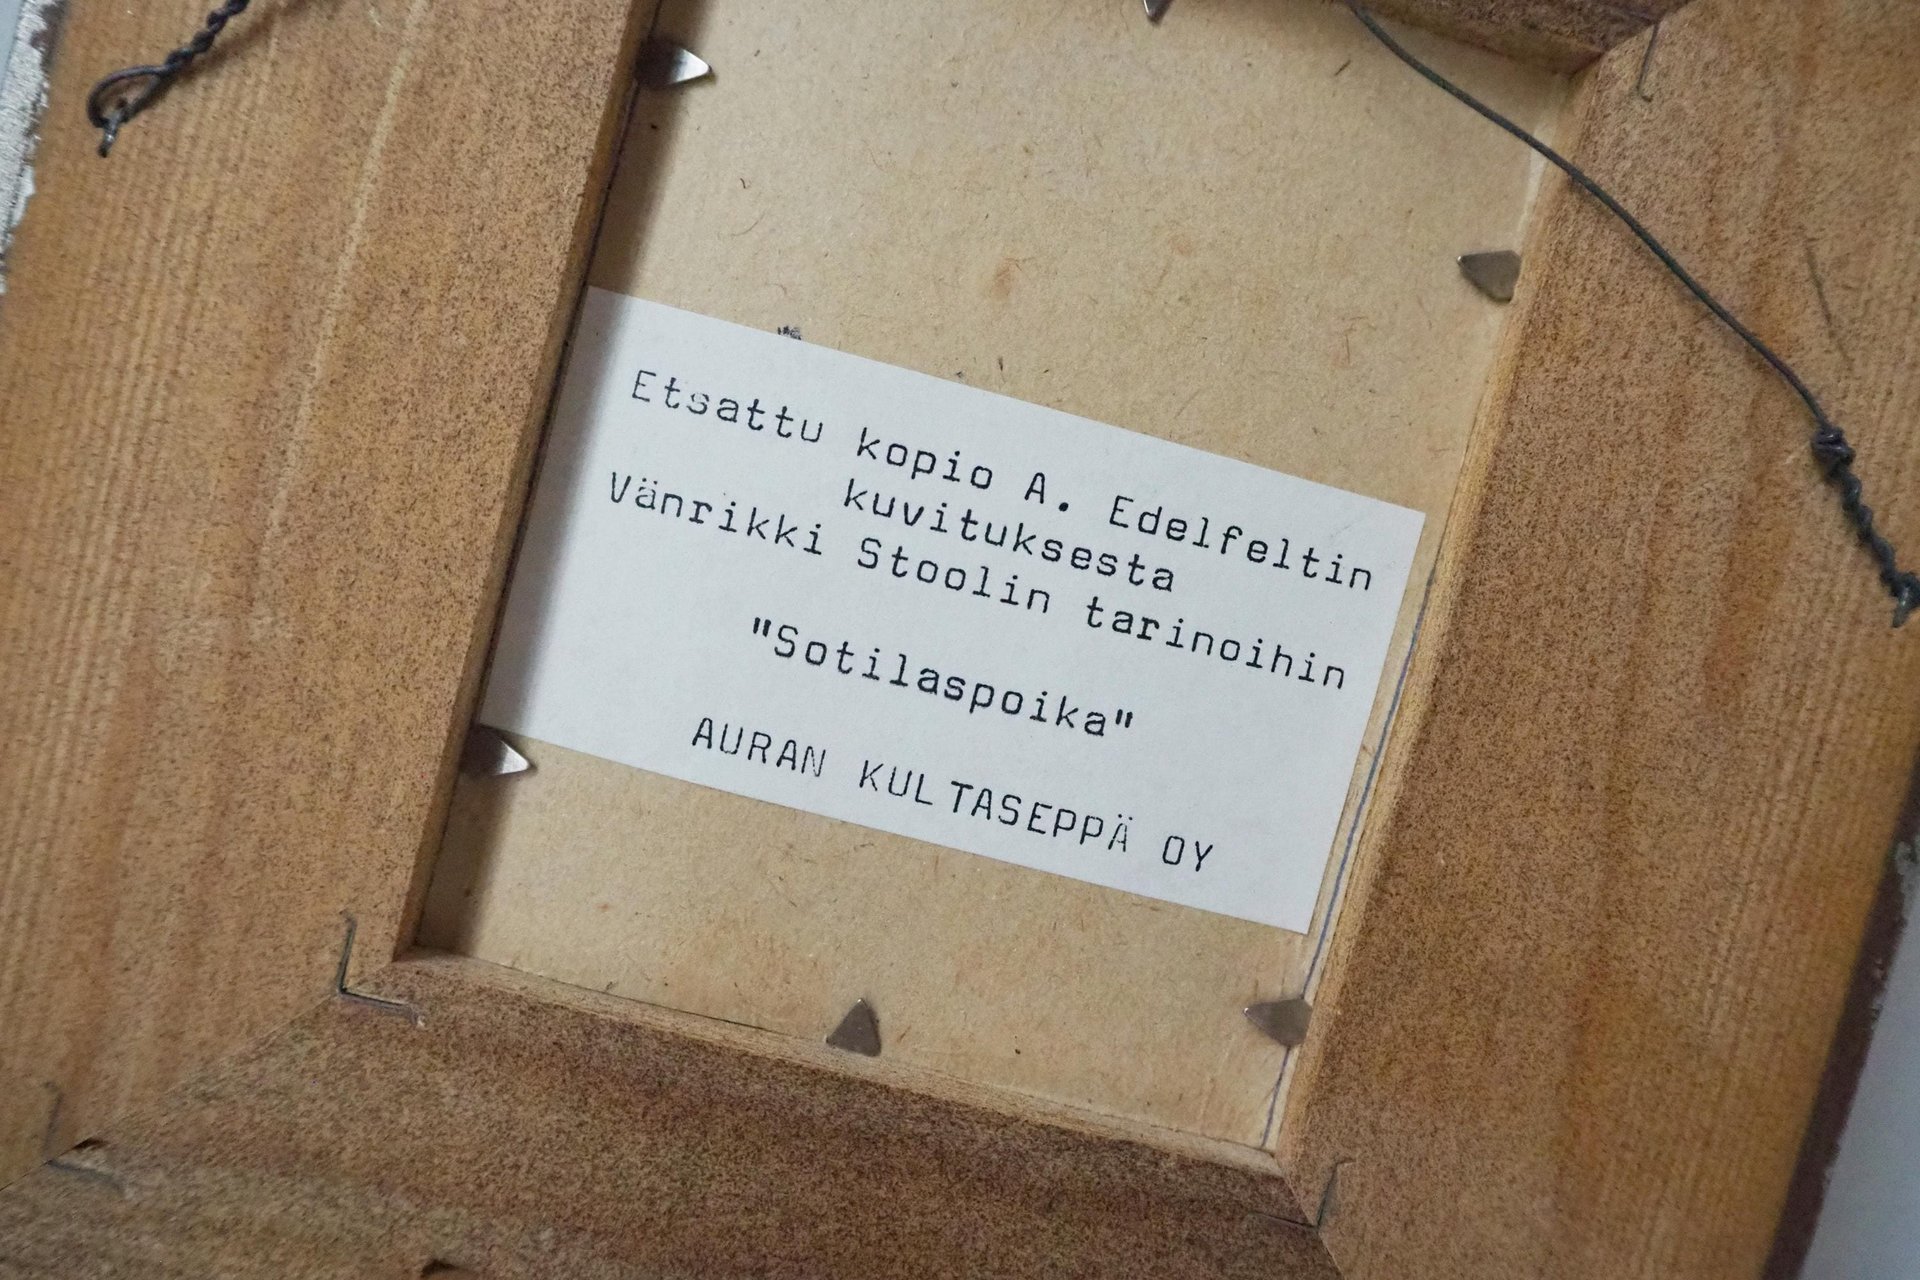 Etsattu kopio A. Edelfeltin
kuvituksesta
Vänrikki Stoolin tarinoihin
"Sotilaspoika"
AURAN KULTASEPPÄ OY